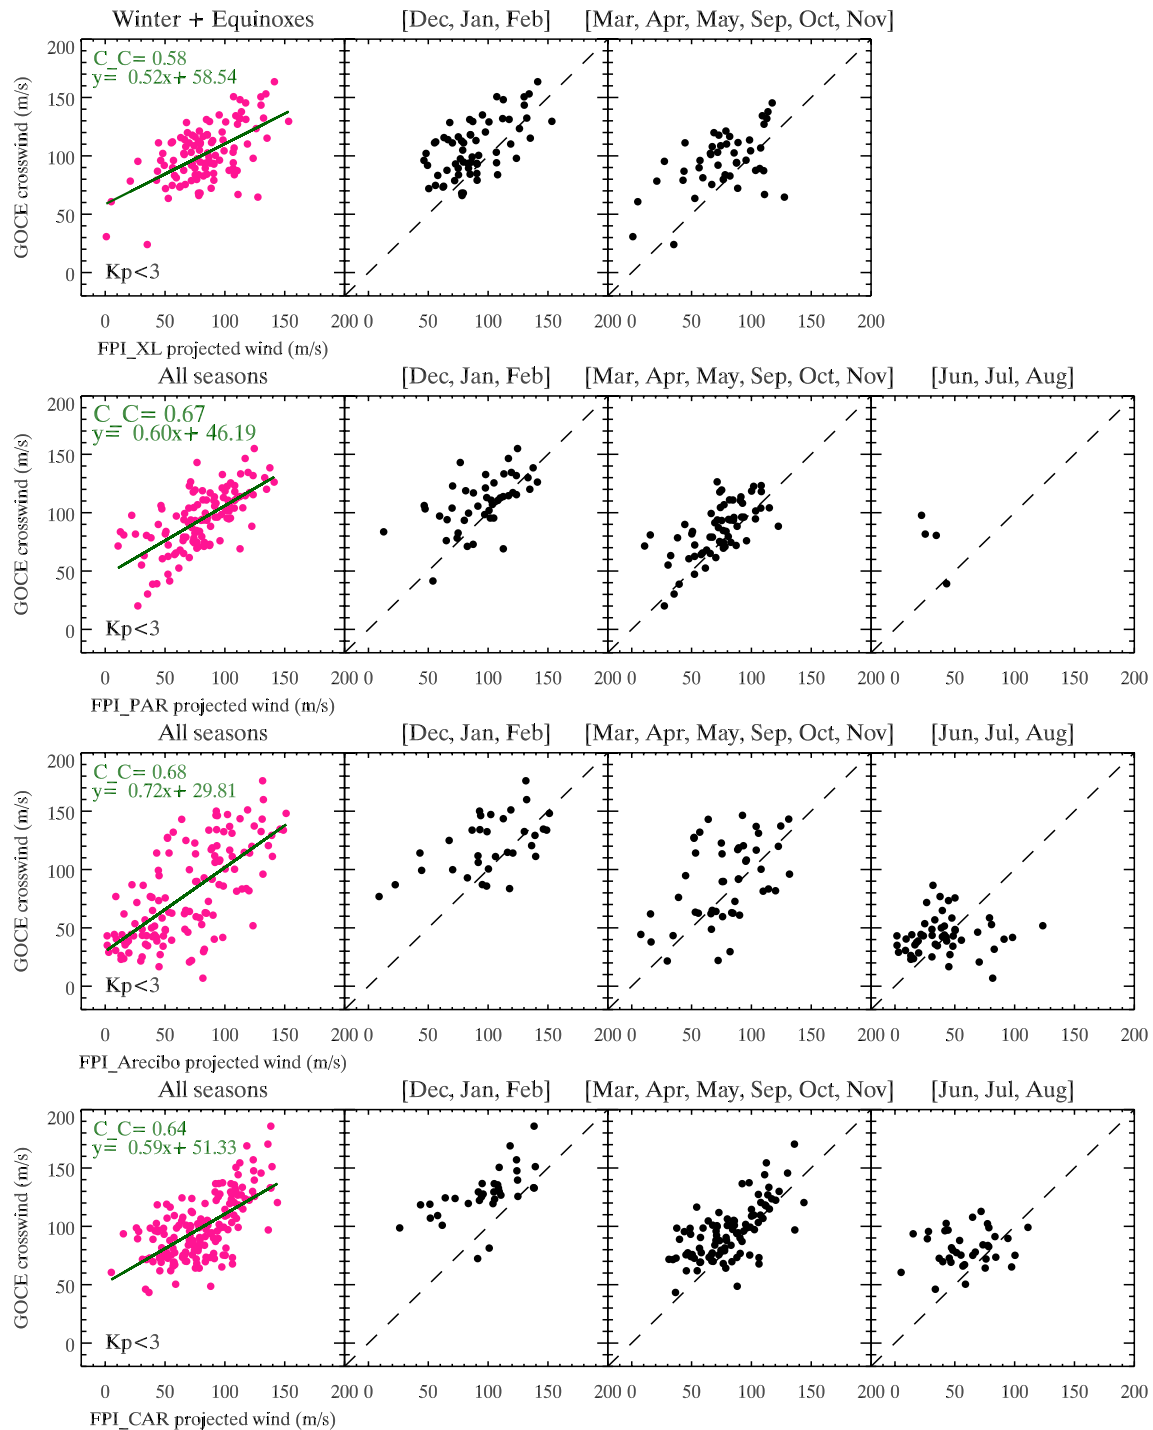 Winter + Equinoxes [Dec, Jan, Feb] [Mar, Apr, May, Sep, Oct, Nov]
200
C_C= 0.58
y= 0.52x+ 58.54
150
100
50
0
GOCE crosswind (m/s)
Kp<3
0 50 100 150 200 0 50 100 150 200 0 50 100 150 200
FPI_XL projected wind (m/s)
All seasons [Dec, Jan, Feb] [Mar, Apr, May, Sep, Oct, Nov] [Jun, Jul, Aug]
200
C_C= 0.67
y= 0.60x+ 46.19
150
100
50
0
GOCE crosswind (m/s)
Kp<3
0 50 100 150 200 0 50 100 150 200 0 50 100 150 200 0 50 100 150 200
FPI_PAR projected wind (m/s)
All seasons [Dec, Jan, Feb] [Mar, Apr, May, Sep, Oct, Nov] [Jun, Jul, Aug]
200
C_C= 0.68
y= 0.72x+ 29.81
150
100
50
0
GOCE crosswind (m/s)
Kp<3
0 50 100 150 200 0 50 100 150 200 0 50 100 150 200 0 50 100 150 200
FPI_Arecibo projected wind (m/s)
All seasons [Dec, Jan, Feb] [Mar, Apr, May, Sep, Oct, Nov] [Jun, Jul, Aug]
200
C_C= 0.64
y= 0.59x+ 51.33
150
100
50
0
GOCE crosswind (m/s)
Kp<3
0 50 100 150 200 0 50 100 150 200 0 50 100 150 200 0 50 100 150 200
FPI_CAR projected wind (m/s)